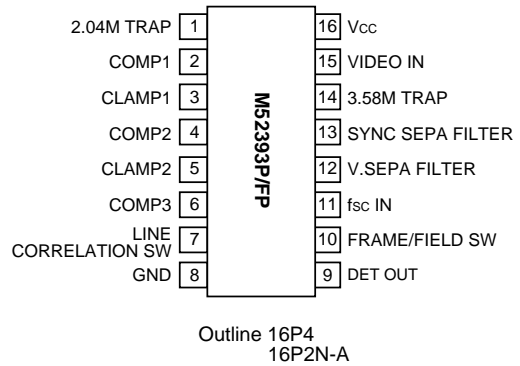 2.04M TRAP 1
COMP1 2
CLAMP1 3
COMP2 4
CLAMP2 5
COMP3 6
LINE
CORRELATION SW 7
GND 8
M52393P/FP
16 Vcc
15 VIDEO IN
14 3.58M TRAP
13 SYNC SEPA FILTER
12 V.SEPA FILTER
11 fsc IN
10 FRAME/FIELD SW
9 DET OUT
Outline 16P4
16P2N-A